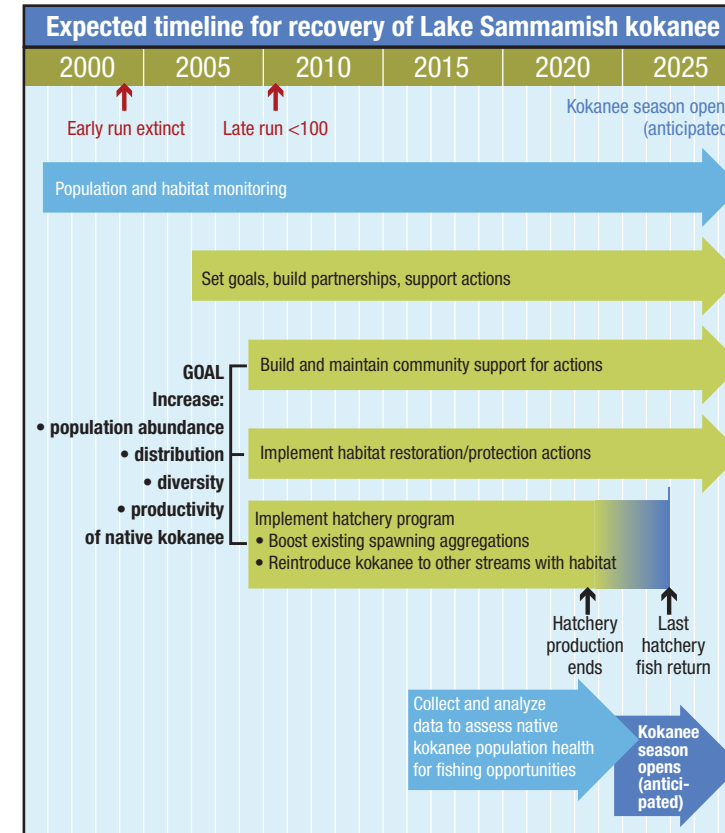 Expected timeline for recovery of Lake Sammamish kokanee
2000 2005 2010 2015 2020 2025
Early run extinct
Late run <100
Kokanee season open
(anticipated
Population and habitat monitoring
Set goals, build partnerships, support actions
GOAL
Increase:
• population abundance
• distribution
• diversity
• productivity
of native kokanee
Build and maintain community support for actions
Implement habitat restoration/protection actions
Implement hatchery program
• Boost existing spawning aggregations
• Reintroduce kokanee to other streams with habitat
Hatchery
production
ends
Last
hatchery
fish return
Collect and analyze
data to assess native
kokanee population health
for fishing opportunities
Kokanee
season
opens
(antici-
pated)